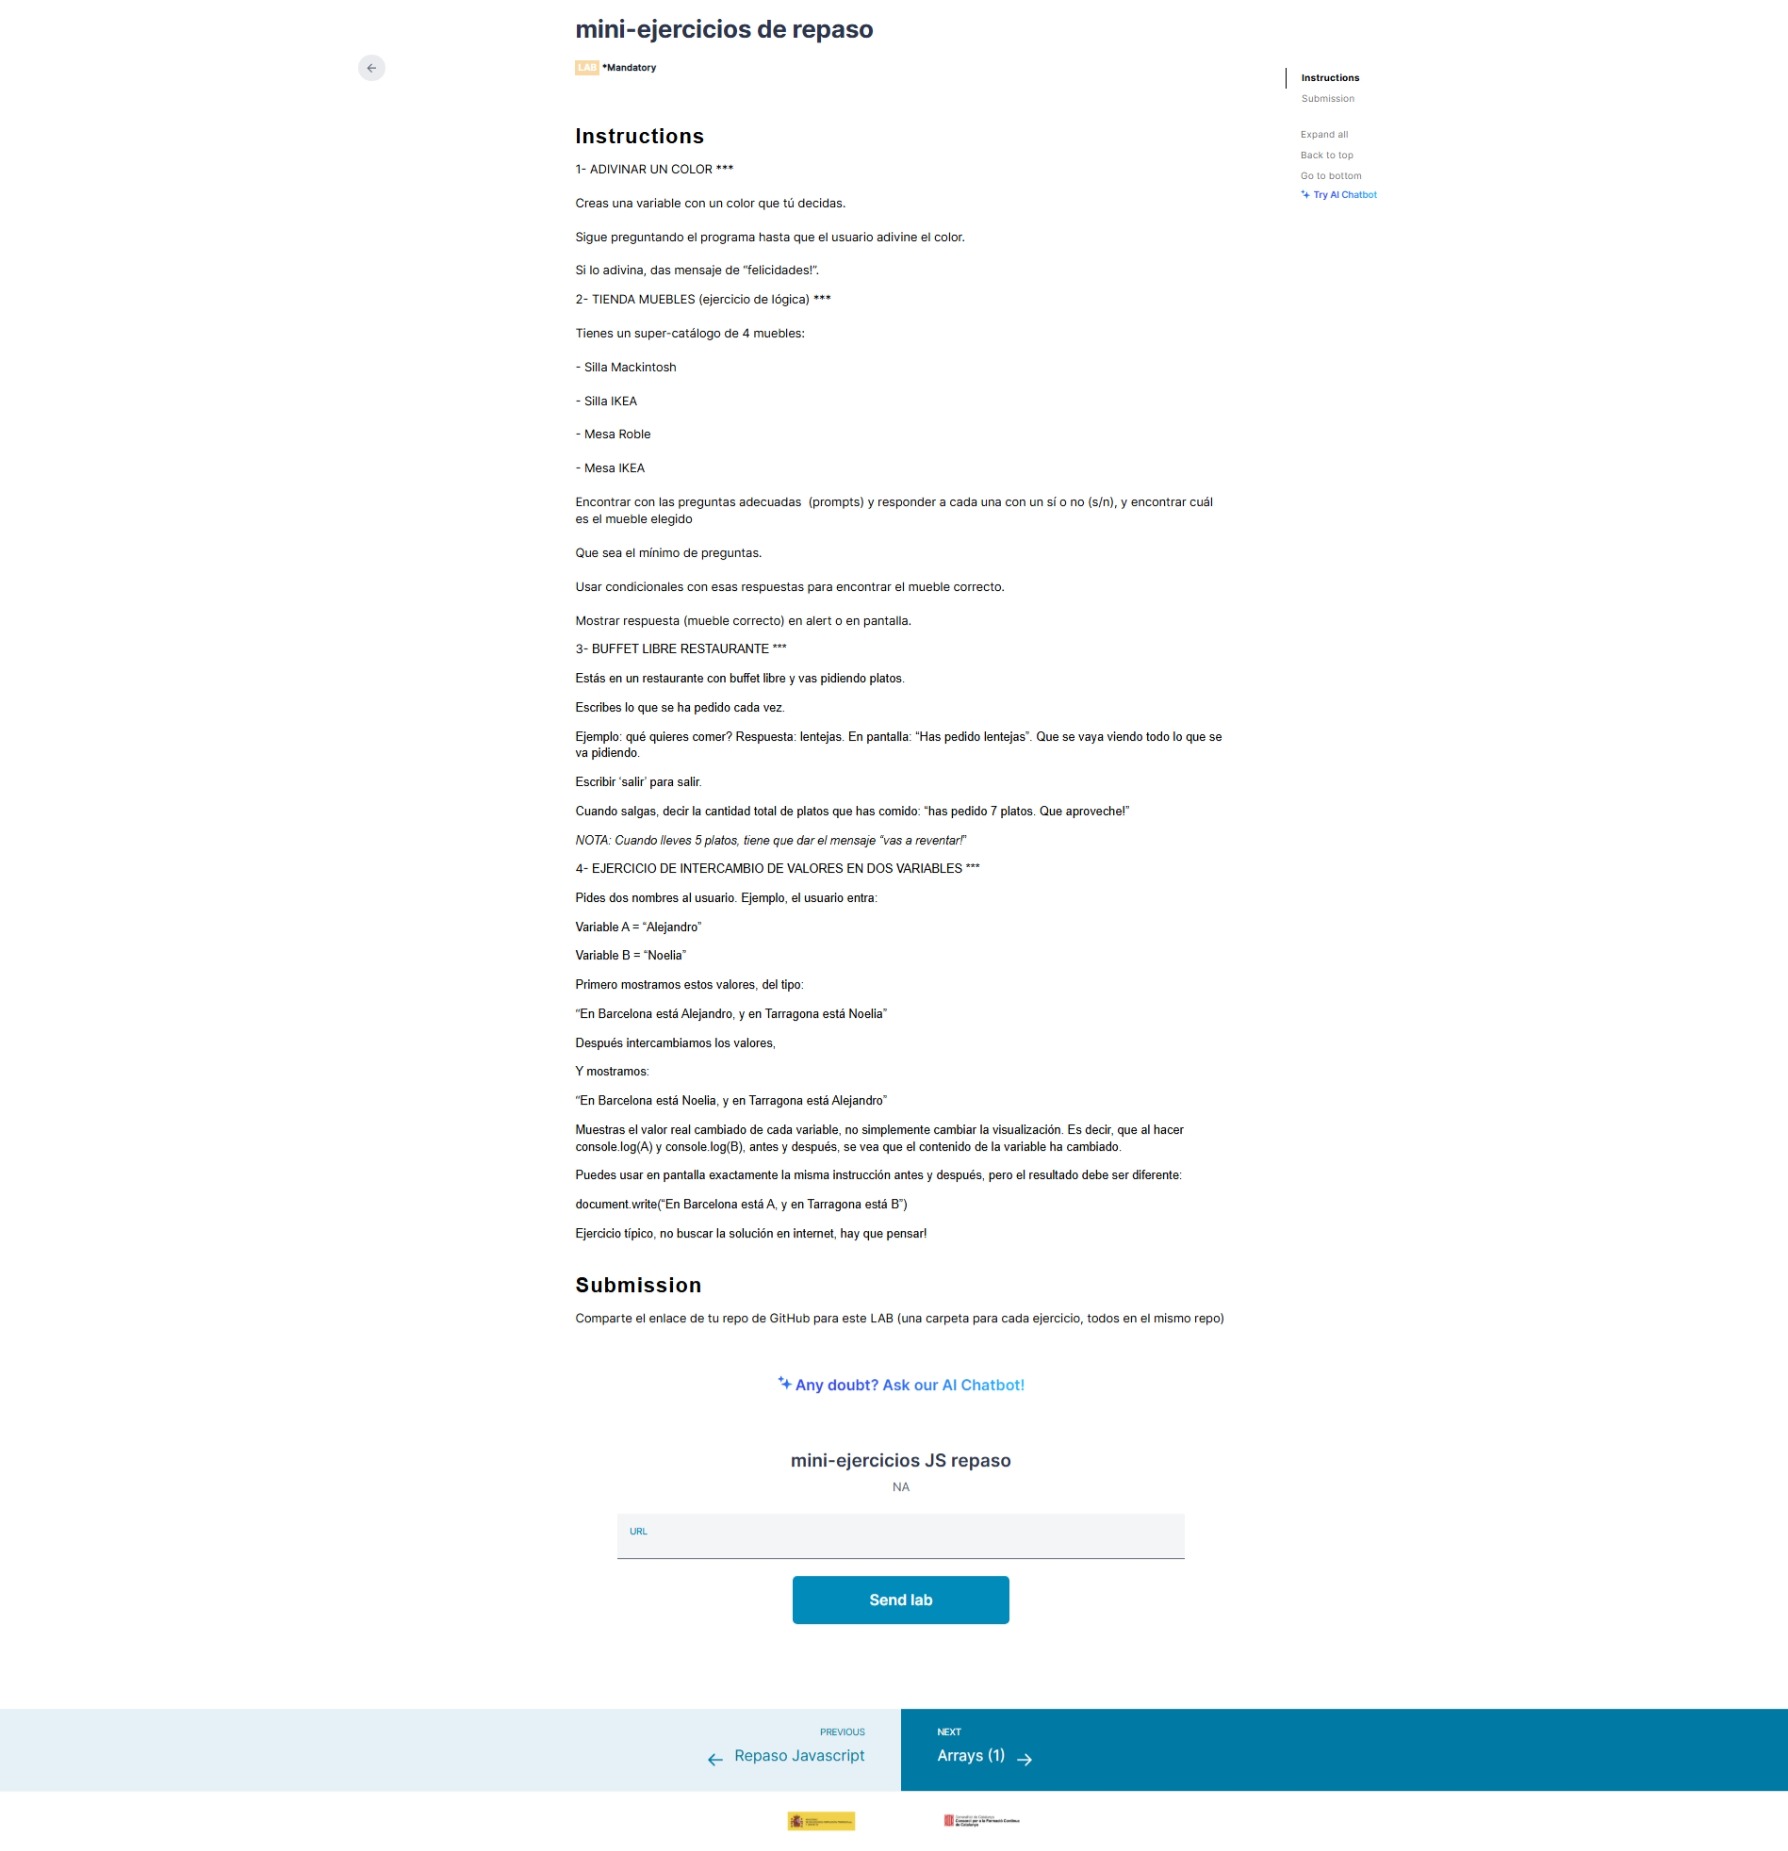 mini-ejercicios de repaso
LAB *Mandatory
Instructions
Submission
Expand all
Back to top
Go to bottom
Try AI Chatbot
Instructions
1- ADIVINAR UN COLOR ***
Creas una variable con un color que tú decidas.
Sigue preguntando el programa hasta que el usuario adivine el color.
Si lo adivina, das mensaje de “felicidades!”.
2- TIENDA MUEBLES (ejercicio de lógica) ***
Tienes un super-catálogo de 4 muebles:
- Silla Mackintosh
- Silla IKEA
- Mesa Roble
- Mesa IKEA
Encontrar con las preguntas adecuadas (prompts) y responder a cada una con un sí o no (s/n), y encontrar cuál
es el mueble elegido
Que sea el mínimo de preguntas.
Usar condicionales con esas respuestas para encontrar el mueble correcto.
Mostrar respuesta (mueble correcto) en alert o en pantalla.
3- BUFFET LIBRE RESTAURANTE ***
Estás en un restaurante con buffet libre y vas pidiendo platos.
Escribes lo que se ha pedido cada vez.
Ejemplo: qué quieres comer? Respuesta: lentejas. En pantalla: “Has pedido lentejas”. Que se vaya viendo todo lo que se
va pidiendo.
Escribir ‘salir’ para salir.
Cuando salgas, decir la cantidad total de platos que has comido: “has pedido 7 platos. Que aproveche!”
NOTA: Cuando lleves 5 platos, tiene que dar el mensaje “vas a reventar!”
4- EJERCICIO DE INTERCAMBIO DE VALORES EN DOS VARIABLES ***
Pides dos nombres al usuario. Ejemplo, el usuario entra:
Variable A = “Alejandro”
Variable B = “Noelia”
Primero mostramos estos valores, del tipo:
“En Barcelona está Alejandro, y en Tarragona está Noelia”
Después intercambiamos los valores,
Y mostramos:
“En Barcelona está Noelia, y en Tarragona está Alejandro”
Muestras el valor real cambiado de cada variable, no simplemente cambiar la visualización. Es decir, que al hacer
console.log(A) y console.log(B), antes y después, se vea que el contenido de la variable ha cambiado.
Puedes usar en pantalla exactamente la misma instrucción antes y después, pero el resultado debe ser diferente:
document.write(“En Barcelona está A, y en Tarragona está B”)
Ejercicio típico, no buscar la solución en internet, hay que pensar!
Submission
Comparte el enlace de tu repo de GitHub para este LAB (una carpeta para cada ejercicio, todos en el mismo repo)
Any doubt? Ask our AI Chatbot!
mini-ejercicios JS repaso
NA
URL
Send lab
PREVIOUS
Repaso Javascript
NEXT
Arrays (1)